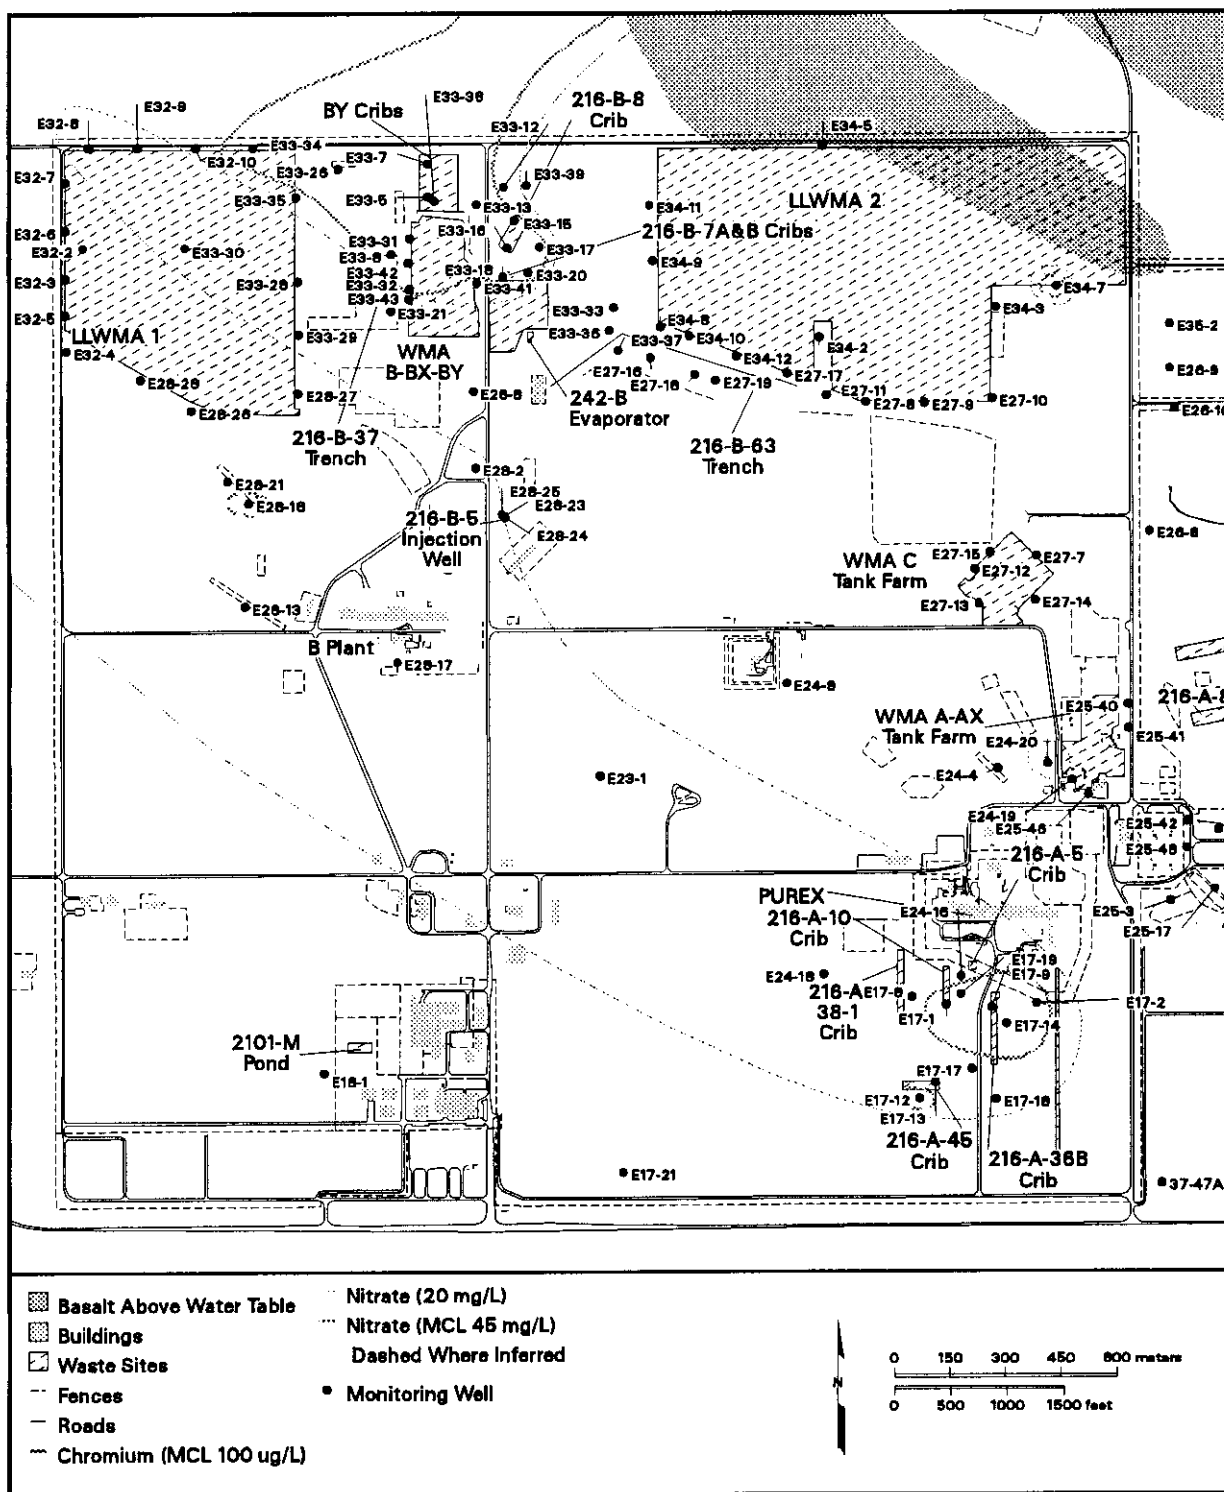 E32-9
E33-38
216-B-8
Crib
BY Cribs
E32-8
E33-12
E34-5
E33-34
E32-10
E33-7
E33-26
E33-39
E32-7
E33-35
E33-5
E33-13
E34-11
LLWMA 2
E33-15
E33-16
216-B-7A&B Cribs
E32-6
E33-31
E33-17
E32-2
E33-30
E33-8
E34-9
E33-42
E33-18
E33-20
E32-3
E33-28
E33-32
E33-41
E34-7
E33-43
E33-21
E33-33
E34-3
E32-5
E34-8
E35-2
LLWMA 1
E33-29
E33-36
E33-37
E34-10
E34-2
E32-4
WMA
B-BX-BY
E34-12
E27-16
E26-9
E28-28
E27-18
E27-19
E27-17
E28-27
E28-8
242-B
Evaporator
E27-11
E27-8
E27-9
E27-10
E26-10
E28-26
216-B-37
Trench
216-B-63
Trench
E28-2
E28-21
E28-25
E28-18
E28-23
216-B-5
Injection
Well
E28-24
E26-8
WMA C
Tank Farm
E27-15
E27-7
E27-12
E27-13
E27-14
E28-13
B Plant
E28-17
E24-8
216-A-8
WMA A-AX
Tank Farm
E25-40
E25-41
E24-20
E23-1
E24-4
E24-19
E25-46
E25-42
E25-48
216-A-5
Crib
PUREX
216-A-10
Crib
E24-16
E25-3
E25-17
E17-19
E17-9
E24-18
216-A
38-1
Crib
E17-1
E17-2
E17-14
2101-M
Pond
E18-1
E17-17
E17-12
E17-13
E17-18
216-A-45
Crib
216-A-36B
Crib
E17-21
37-47A
Basalt Above Water Table
Buildings
Waste Sites
Fences
Roads
Chromium (MCL 100 ug/L)
Nitrate (20 mg/L)
Nitrate (MCL 45 mg/L)
Dashed Where Inferred
Monitoring Well
N
0 150 300 450 600 meters
0 500 1000 1500 feet